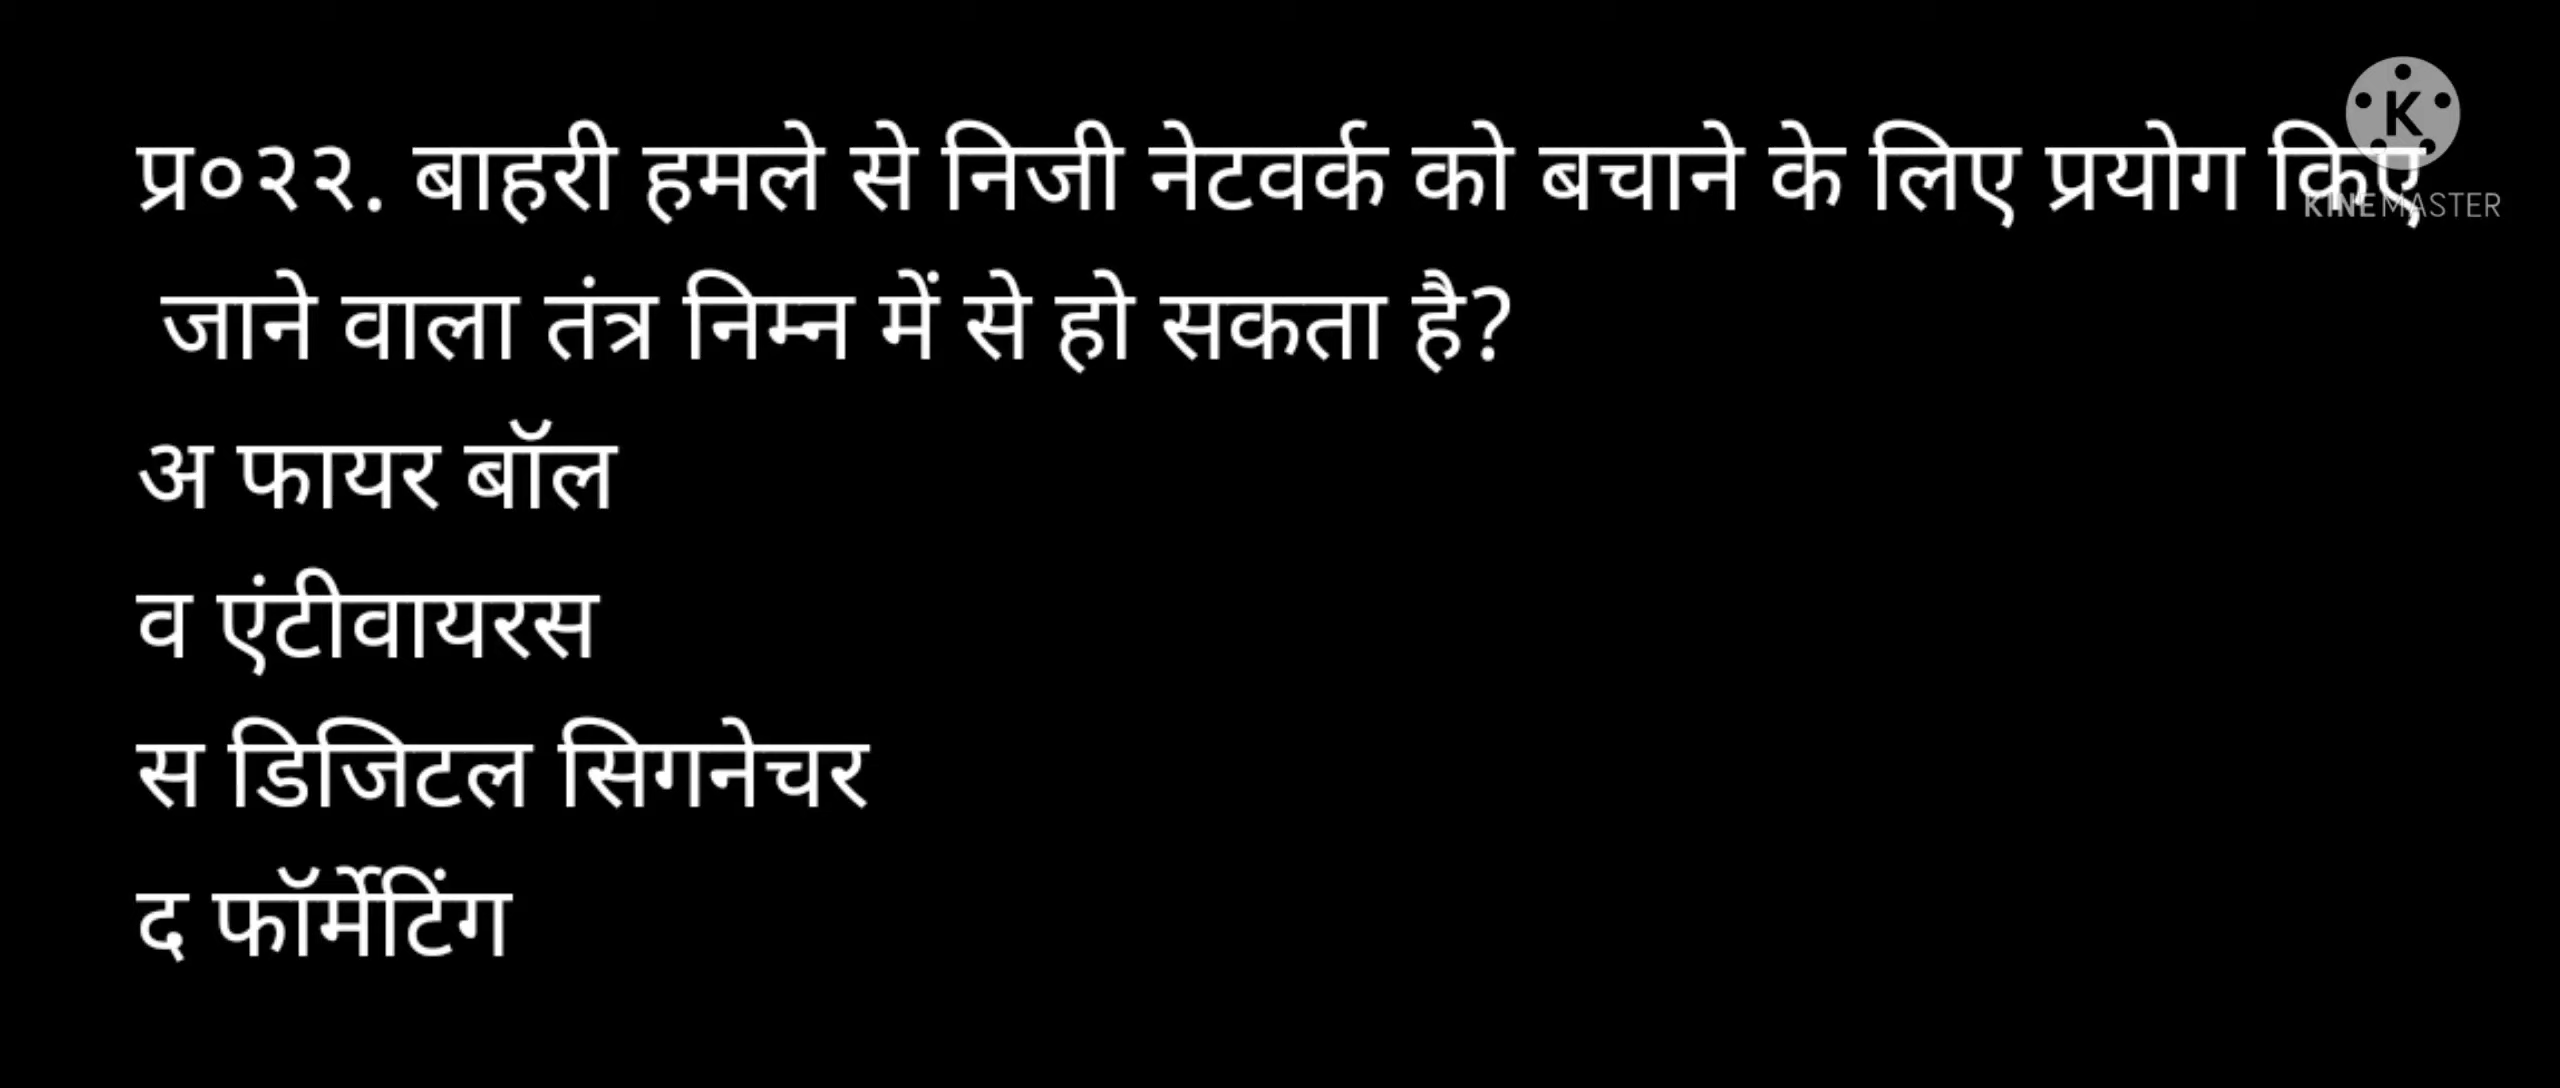 प्र०२२. बाहरी हमले से निजी नेटवर्क को बचाने के लिए प्रयोग किए
जाने वाला तंत्र निम्न में से हो सकता है?
अ फायर बॉल
व एंटीवायरस
स डिजिटल सिगनेचर
द फॉर्मेटिंग
K
KINEMASTER